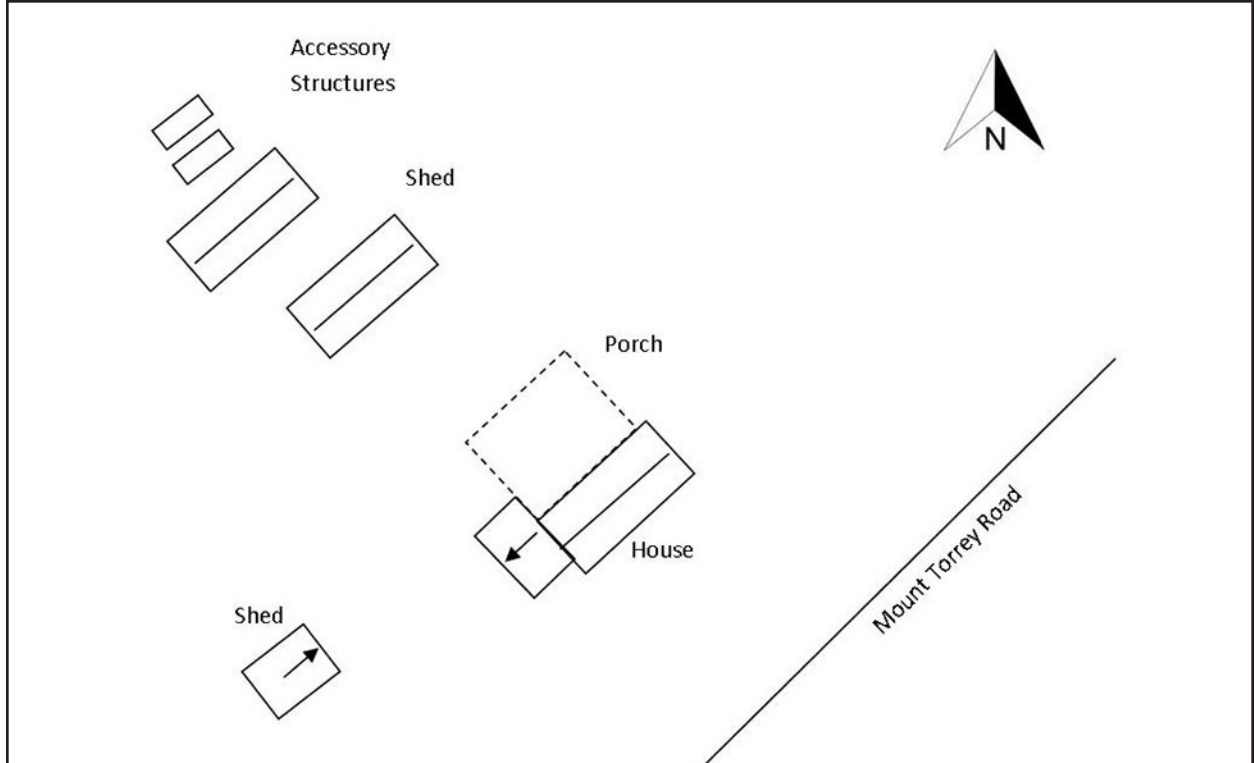 Accessory
Structures
N
Shed
Porch
House
Mount Torrey Road
Shed